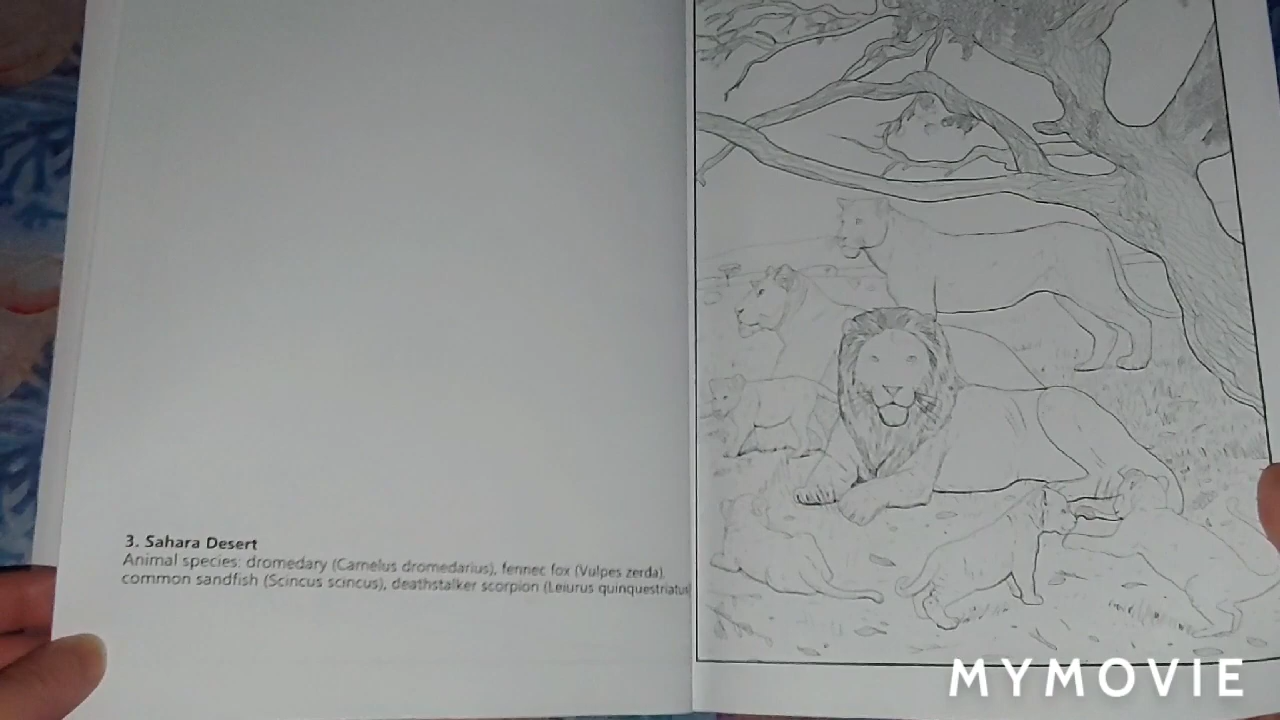 3. Sahara Desert
Animal species: dromedary (Camelus dromedarius), fennec fox (Vulpes zerda),
common sandfish (Scincus scincus), deathstalker scorpion (Leiurus quinquestriatus
MYMOVIE